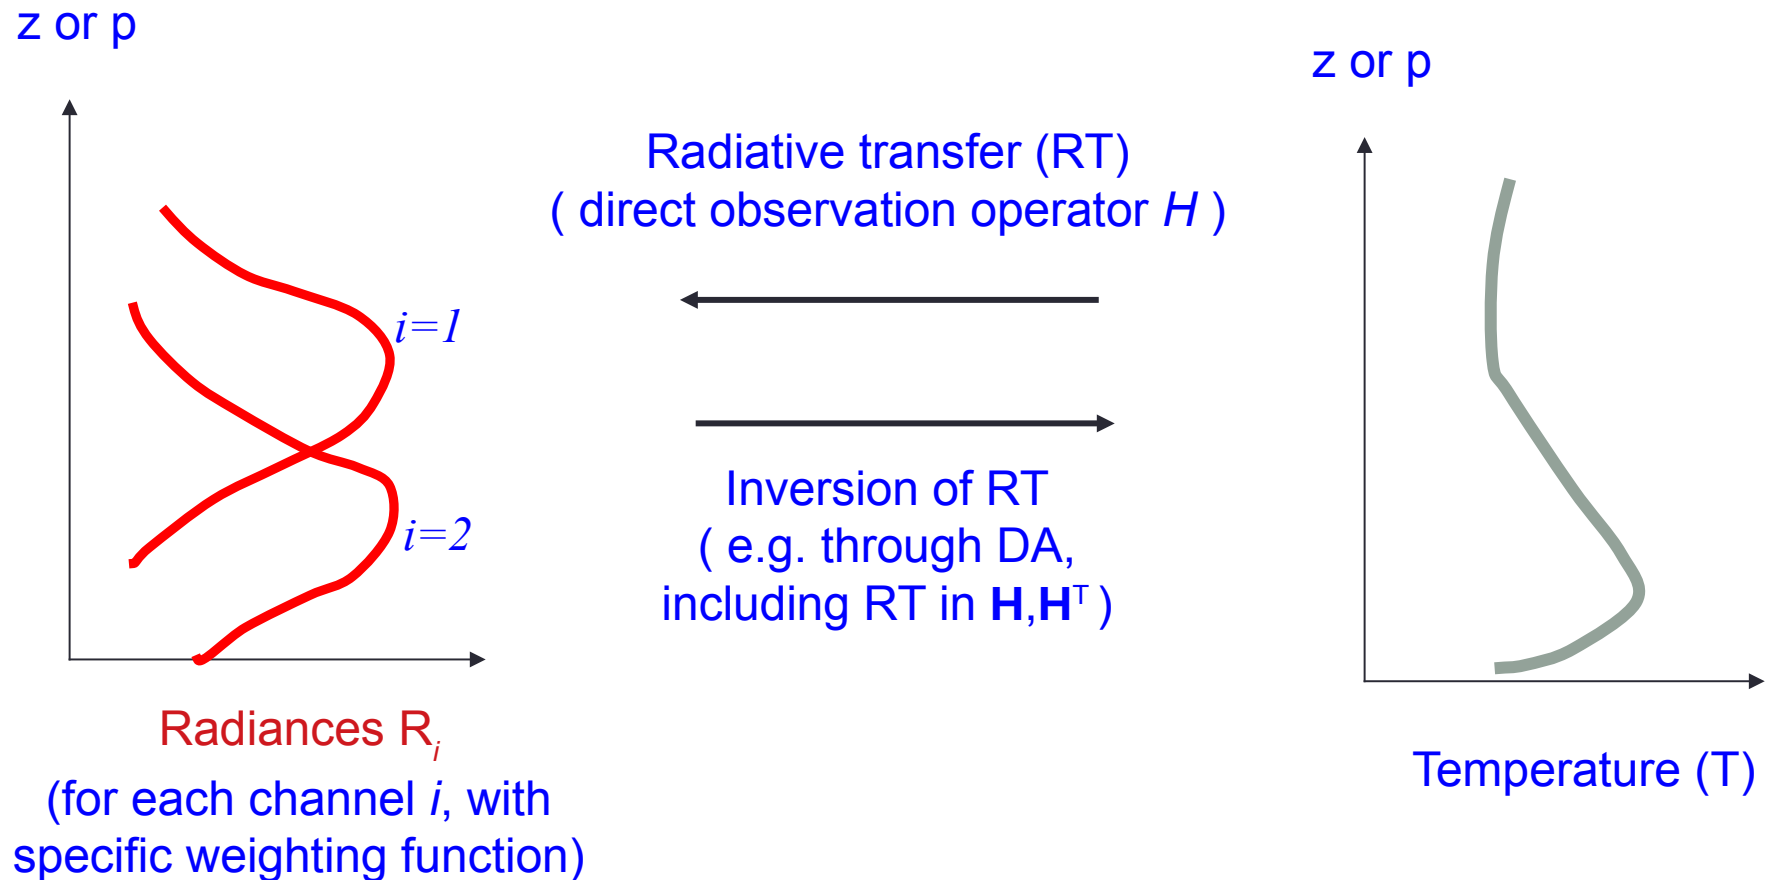 z or p
i=1
i=2
Radiances Rᵢ
(for each channel i, with
specific weighting function)
Radiative transfer (RT)
( direct observation operator H )
Inversion of RT
( e.g. through DA,
including RT in H,Hᵀ )
z or p
Temperature (T)